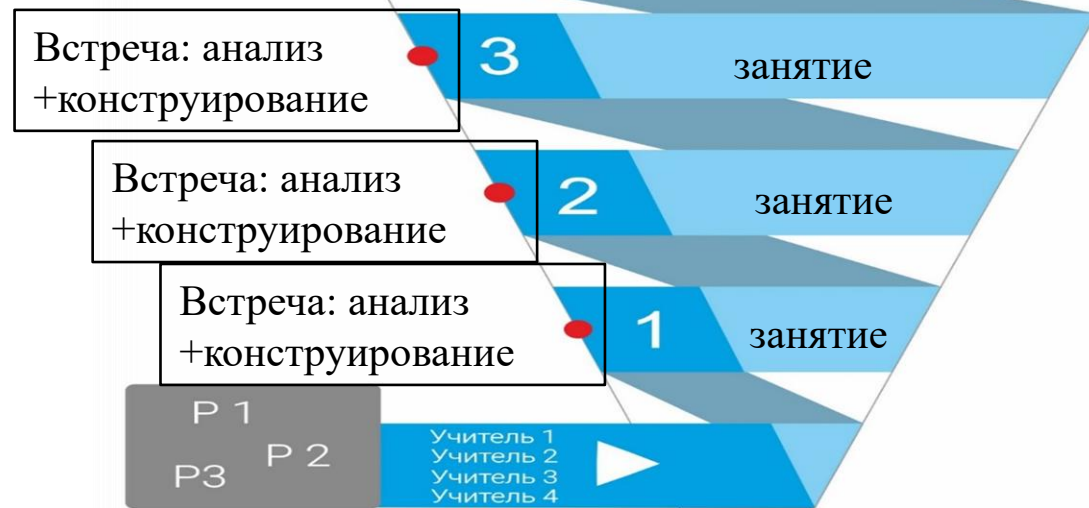 Встреча: анализ
+конструирование
3
занятие
Встреча: анализ
+конструирование
2
занятие
Встреча: анализ
+конструирование
1
занятие
Р 1
Р 2
Р3
Учитель 1
Учитель 2
Учитель 3
Учитель 4